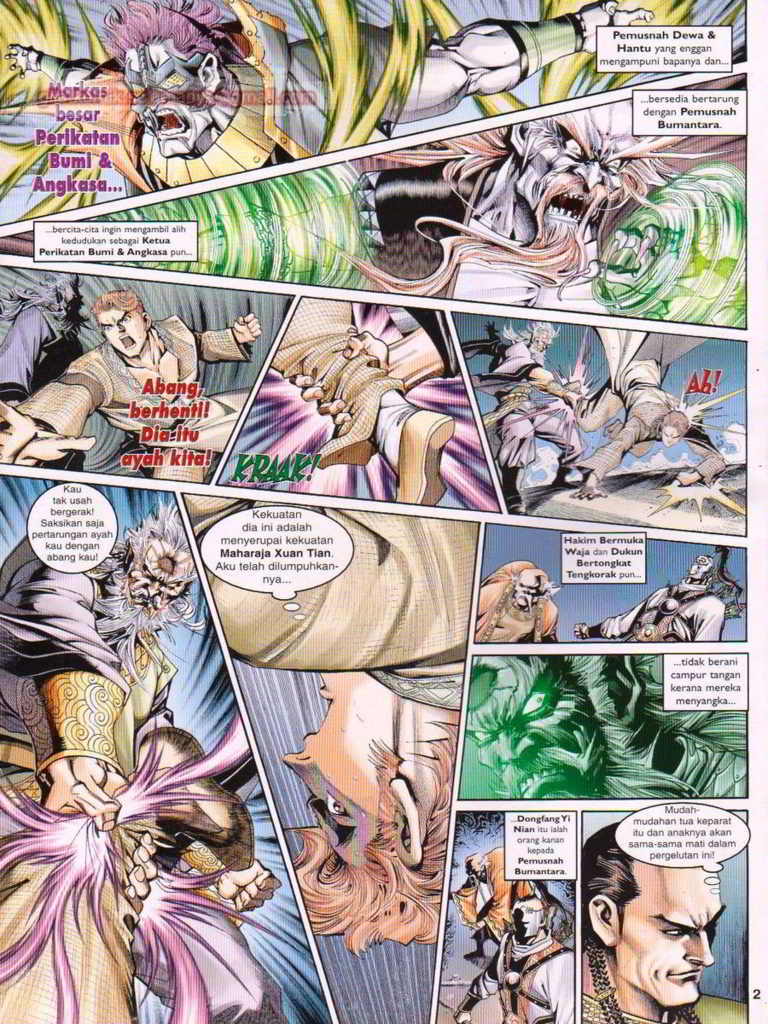 Pemusnah Dewa &
Hantu yang enggan
mengampuni bapanya dan...
Markas
besar
Perikatan
Bumi &
Angkasa...
...bersedia bertarung
dengan Pemusnah
Bumantara.
...bercita-cita ingin mengambil alih
kedudukan sebagai Ketua
Perikatan Bumi & Angkasa pun...
Abang,
berhenti!
Dia itu
ayah kita!
KRAAK!
Ah!
Kau
tak usah
bergerak!
Saksikan saja
pertarungan ayah
kau dengan
abang kau!
Kekuatan
dia ini adalah
menyerupai kekuatan
Maharaja Xuan Tian.
Aku telah dilumpuhkan-
nya...
Hakim Bermuka
Waja dan Dukun
Bertongkat
Tengkorak pun...
...tidak berani
campur tangan
kerana mereka
menyangka...
...Dongfang Yi
Nian itu ialah
orang kanan
kepada
Pemusnah
Bumantara.
Mudah-
mudahan tua keparat
itu dan anaknya akan
sama-sama mati dalam
pergelutan ini!
2